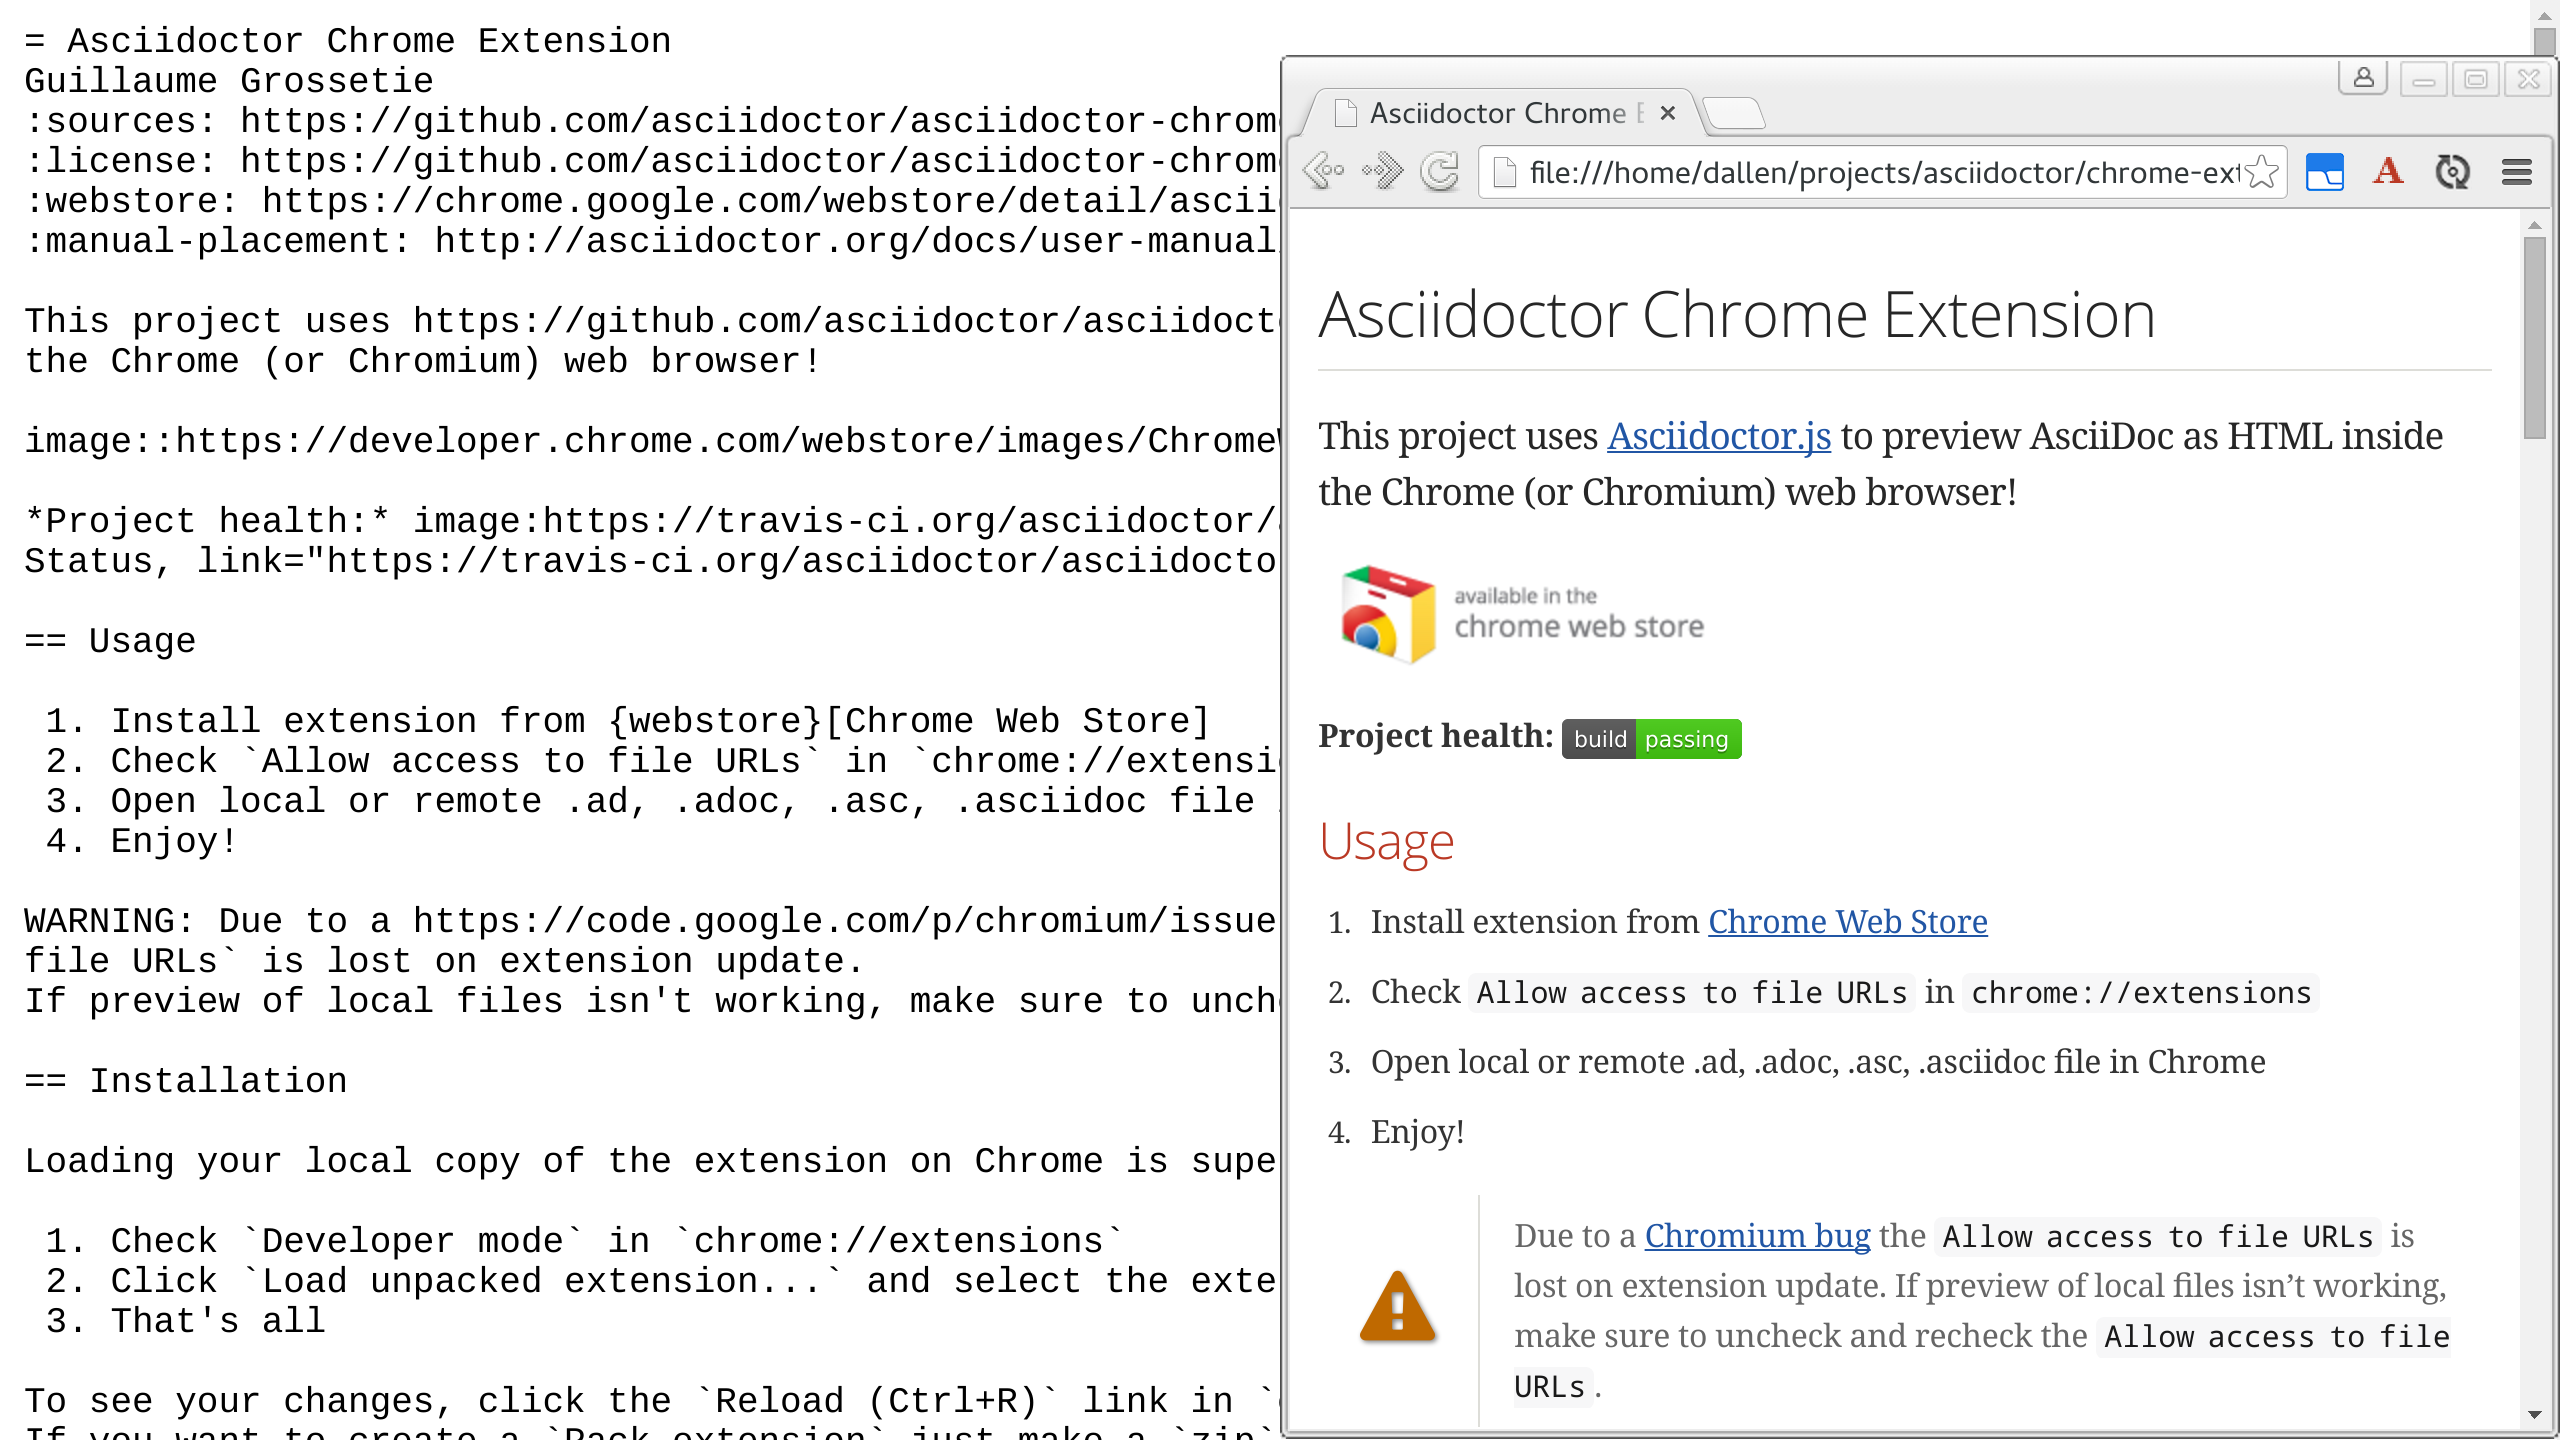 = Asciidoctor Chrome Extension
Guillaume Grossetie
:sources: https://github.com/asciidoctor/asciidoctor-chrom
:license: https://github.com/asciidoctor/asciidoctor-chrom
:webstore: https://chrome.google.com/webstore/detail/ascii
:manual-placement: http://asciidoctor.org/docs/user-manual
This project uses https://github.com/asciidoctor/asciidoct
the Chrome (or Chromium) web browser!
image::https://developer.chrome.com/webstore/images/Chrome
*Project health:* image:https://travis-ci.org/asciidoctor/
Status, link="https://travis-ci.org/asciidoctor/asciidocto
== Usage
1. Install extension from {webstore}[Chrome Web Store]
2. Check `Allow access to file URLs` in `chrome://extensi
3. Open local or remote .ad, .adoc, .asc, .asciidoc file
4. Enjoy!
WARNING: Due to a https://code.google.com/p/chromium/issue
file URLs` is lost on extension update.
If preview of local files isn't working, make sure to unch
== Installation
Loading your local copy of the extension on Chrome is supe
1. Check `Developer mode` in `chrome://extensions`
2. Click `Load unpacked extension...` and select the exte
3. That's all
To see your changes, click the `Reload (Ctrl+R)` link in `
If you want to create a `Pack extension` just make a `zip`
Asciidoctor Chrome E
file:///home/dallen/projects/asciidoctor/chrome-ext
A
Asciidoctor Chrome Extension
This project uses Asciidoctor.js to preview AsciiDoc as HTML inside
the Chrome (or Chromium) web browser!
available in the
chrome web store
Project health: build passing
Usage
1. Install extension from Chrome Web Store
2. Check Allow access to file URLs in chrome://extensions
3. Open local or remote .ad, .adoc, .asc, .asciidoc file in Chrome
4. Enjoy!
Due to a Chromium bug the Allow access to file URLs is
lost on extension update. If preview of local files isn’t working,
make sure to uncheck and recheck the Allow access to file
URLs.